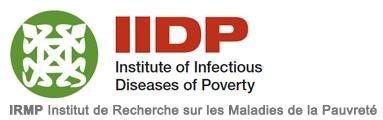 IIDP
Institute of Infectious
Diseases of Poverty
IRMP Institut de Recherche sur les Maladies de la Pauvreté